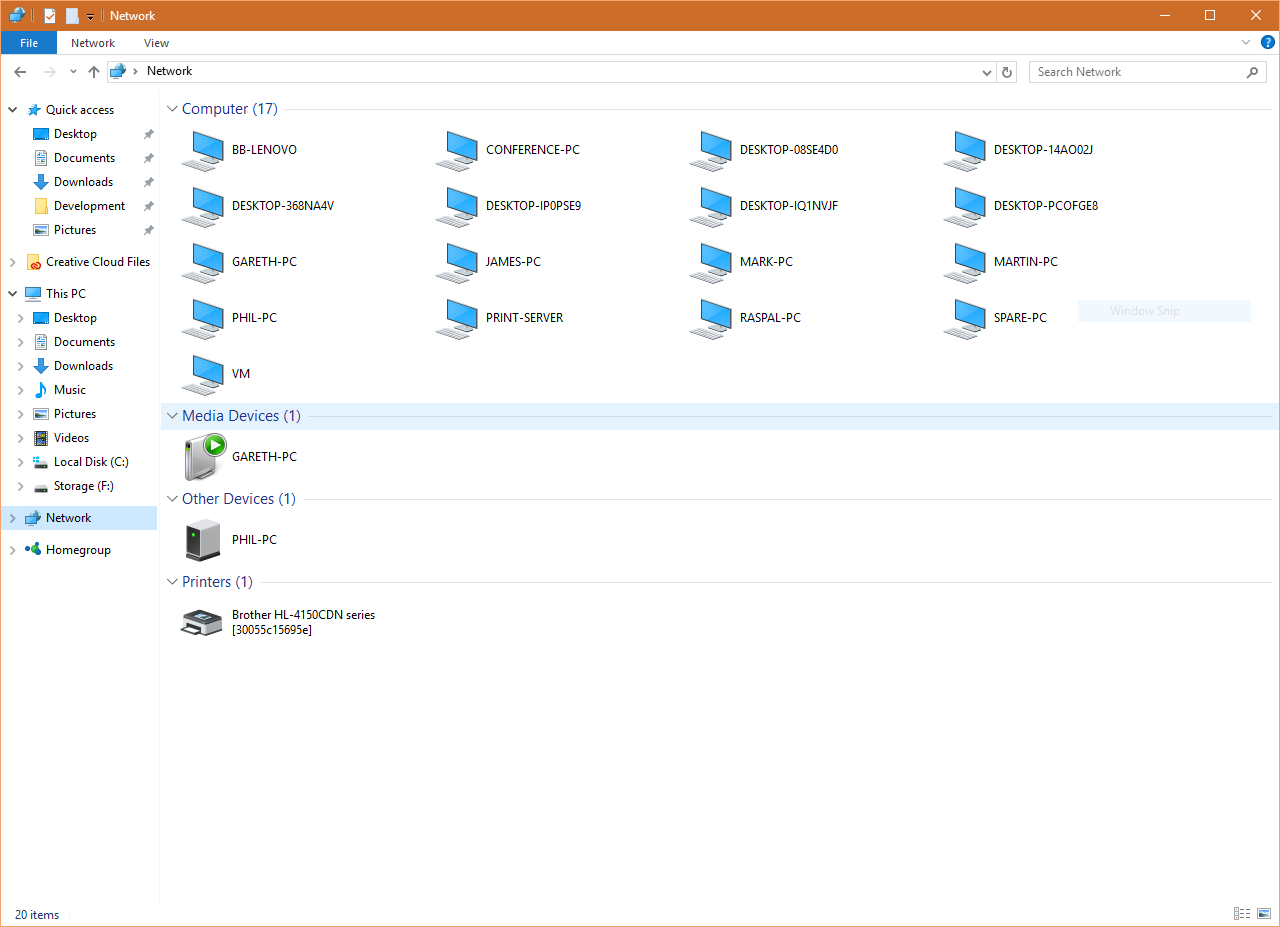 Network
File
Network
View
Network
Search Network
Quick access
Desktop
Documents
Downloads
Development
Pictures
Creative Cloud Files
This PC
Desktop
Documents
Downloads
Music
Pictures
Videos
Local Disk (C:)
Storage (F:)
Network
Homegroup
Computer (17)
BB-LENOVO
CONFERENCE-PC
DESKTOP-08SE4D0
DESKTOP-14AO02J
DESKTOP-368NA4V
DESKTOP-IP0PSE9
DESKTOP-IQ1NVJF
DESKTOP-PCOFGE8
GARETH-PC
JAMES-PC
MARK-PC
MARTIN-PC
PHIL-PC
PRINT-SERVER
RASPAL-PC
SPARE-PC
Window Snip
VM
Media Devices (1)
GARETH-PC
Other Devices (1)
PHIL-PC
Printers (1)
Brother HL-4150CDN series
[30055c15695e]
20 items